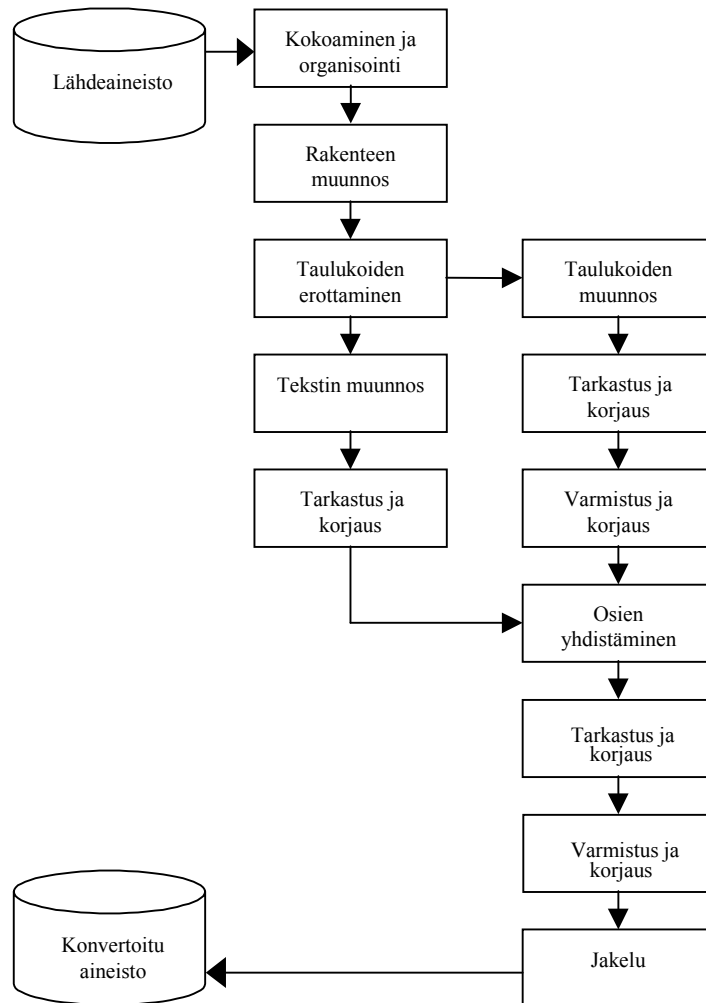 Lähdeaineisto
Kokoaminen ja
organisointi
Rakenteen
muunnos
Taulukoiden
erottaminen
Taulukoiden
muunnos
Tekstin muunnos
Tarkastus ja
korjaus
Tarkastus ja
korjaus
Varmistus ja
korjaus
Osien
yhdistäminen
Tarkastus ja
korjaus
Varmistus ja
korjaus
Jakelu
Konvertoitu
aineisto